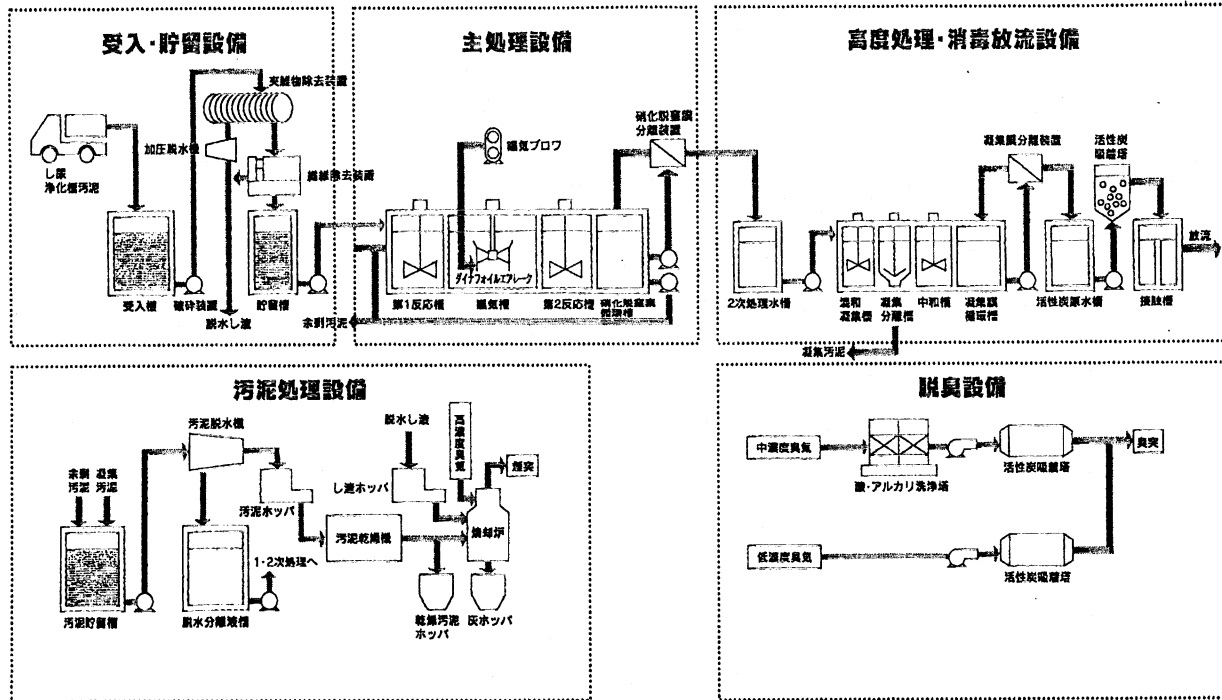 受入・貯留設備
夾雑物除去装置
加圧脱水機
し尿
浄化槽汚泥
繊維除去装置
受入槽
破砕装置
貯留槽
脱水し渣
主処理設備
硝化脱窒膜
分離装置
曝気ブロワ
ダイナフォイルエアレーター
第1反応槽
曝気槽
第2反応槽
硝化脱窒素
循環槽
余剰汚泥
高度処理・消毒放流設備
凝集膜分離装置
活性炭
吸着塔
放流
2次処理水槽
混和
凝集槽
凝集
分離槽
中和槽
凝集膜
循環槽
活性炭原水槽
接触槽
凝集汚泥
汚泥処理設備
汚泥脱水機
脱水し渣
高濃度臭気
煙突
余剰
汚泥
凝集
汚泥
汚泥ホッパ
し渣ホッパ
汚泥乾燥機
焼却炉
1・2次処理へ
汚泥貯留槽
脱水分離液槽
乾燥汚泥
ホッパ
灰ホッパ
脱臭設備
中濃度臭気
酸・アルカリ洗浄塔
活性炭吸着塔
臭突
低濃度臭気
活性炭吸着塔